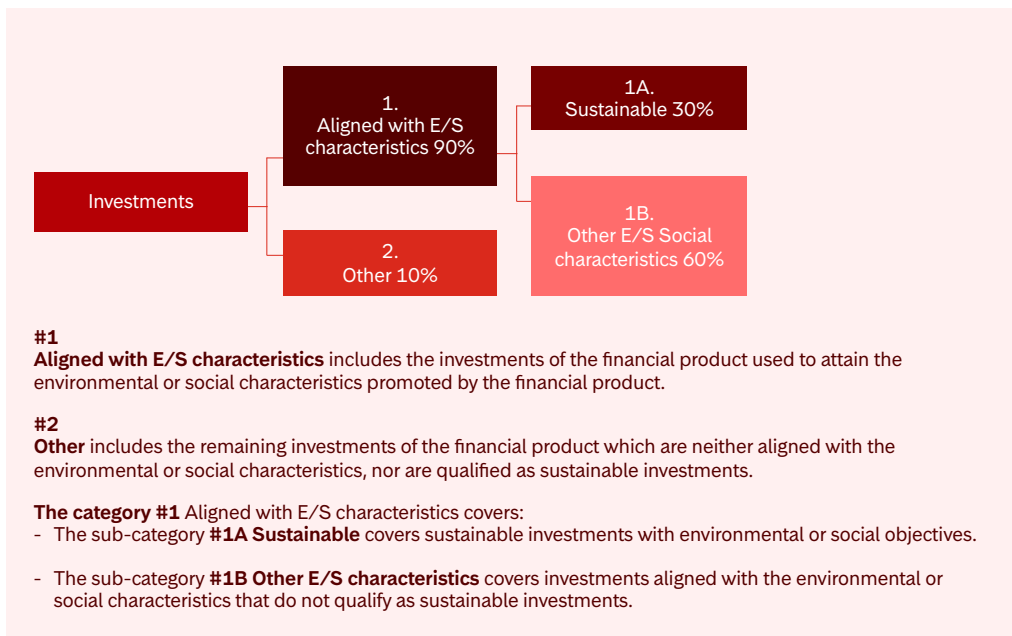 1.
Aligned with E/S
characteristics 90%
1A.
Sustainable 30%
Investments
1B.
Other E/S Social
characteristics 60%
2.
Other 10%
#1
Aligned with E/S characteristics includes the investments of the financial product used to attain the
environmental or social characteristics promoted by the financial product.
#2
Other includes the remaining investments of the financial product which are neither aligned with the
environmental or social characteristics, nor are qualified as sustainable investments.
The category #1 Aligned with E/S characteristics covers:
- The sub-category #1A Sustainable covers sustainable investments with environmental or social objectives.
- The sub-category #1B Other E/S characteristics covers investments aligned with the environmental or
social characteristics that do not qualify as sustainable investments.